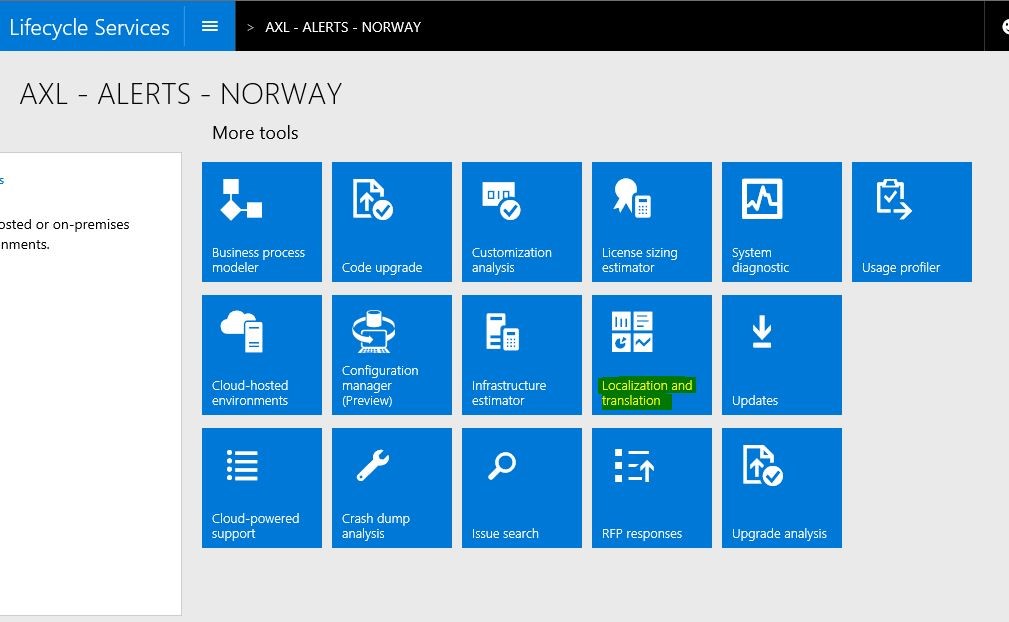 Lifecycle Services
> AXL - ALERTS - NORWAY
AXL - ALERTS - NORWAY
More tools
s
osted or on-premises
nments.
Business process
modeler
Code upgrade
Customization
analysis
License sizing
estimator
System
diagnostic
Usage profiler
Cloud-hosted
environments
Configuration
manager
(Preview)
Infrastructure
estimator
Localization and
translation
Updates
Cloud-powered
support
Crash dump
analysis
Issue search
RFP responses
Upgrade analysis